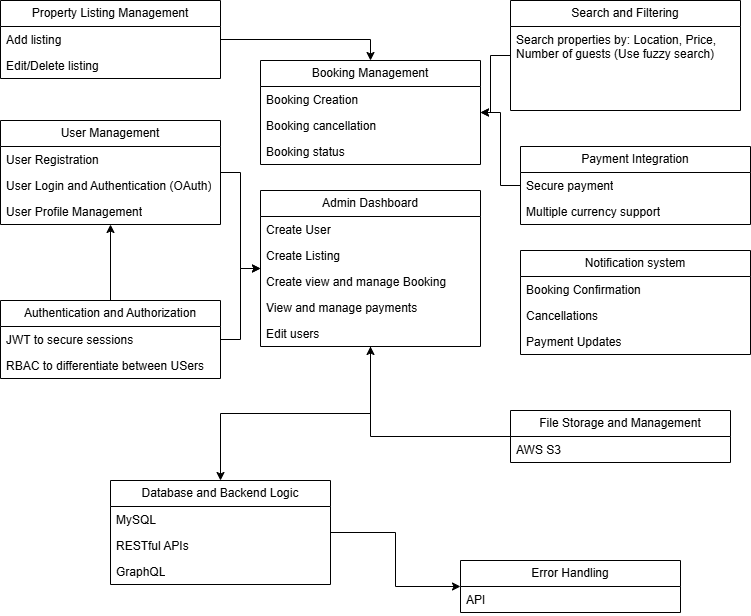 Property Listing Management
Add listing
Edit/Delete listing
Search and Filtering
Search properties by: Location, Price,
Number of guests (Use fuzzy search)
Booking Management
Booking Creation
Booking cancellation
Booking status
User Management
User Registration
User Login and Authentication (OAuth)
User Profile Management
Payment Integration
Secure payment
Multiple currency support
Admin Dashboard
Create User
Create Listing
Create view and manage Booking
View and manage payments
Edit users
Notification system
Booking Confirmation
Cancellations
Payment Updates
Authentication and Authorization
JWT to secure sessions
RBAC to differentiate between USers
File Storage and Management
AWS S3
Database and Backend Logic
MySQL
RESTful APIs
GraphQL
Error Handling
API